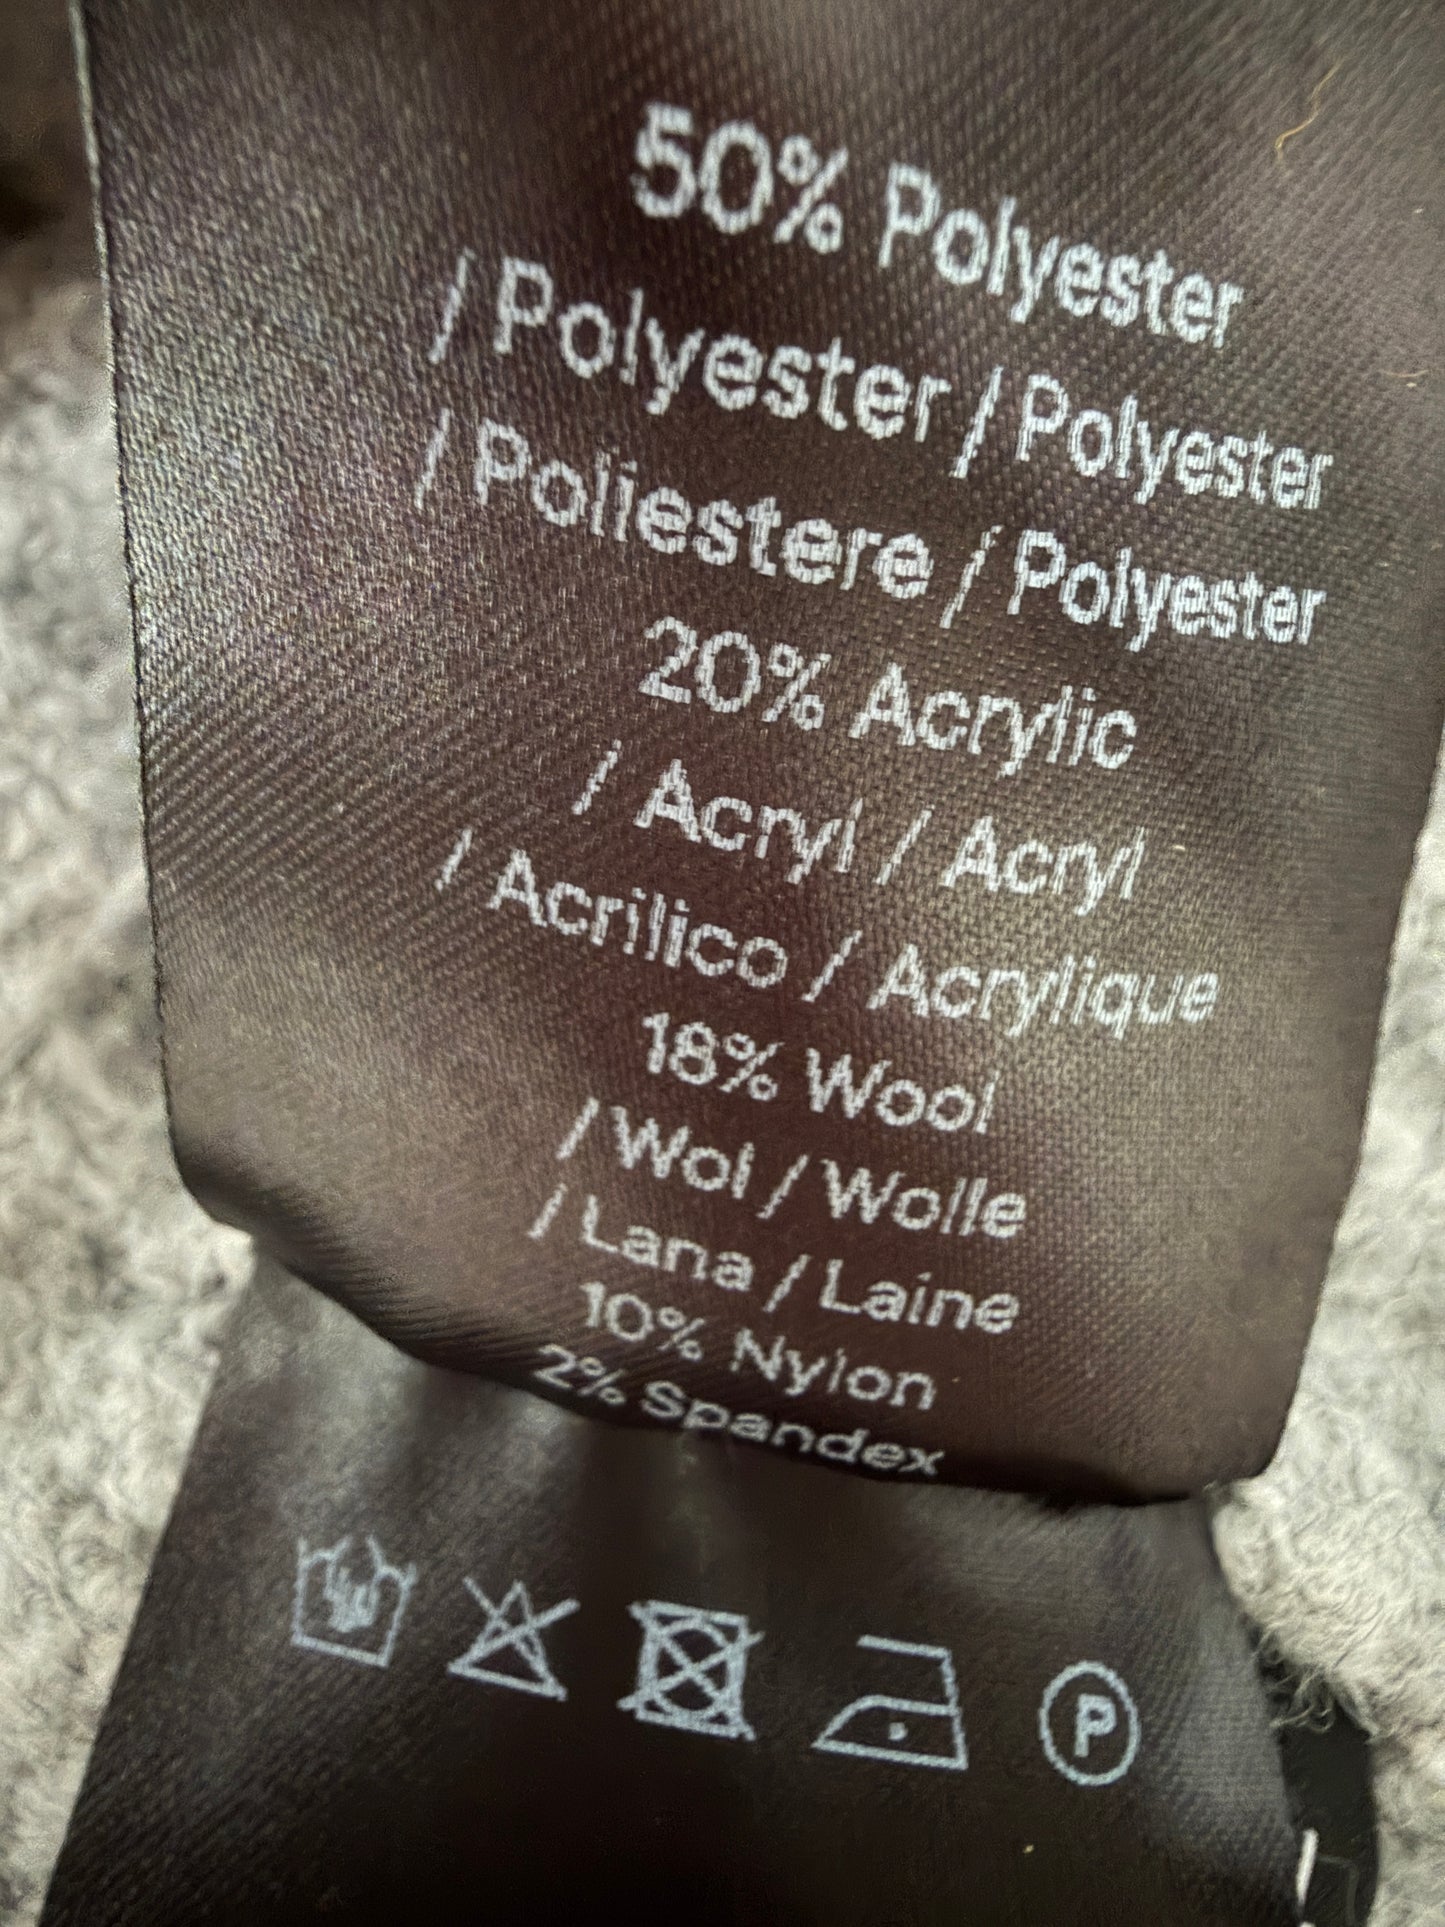 50% Polyester
/ Polyester / Polyester
/ Poliestere / Polyester
20% Acrylic
/ Acryl / Acryl
/ Acrilico / Acrylique
18% Wool
/ Wol / Wolle
/ Lana / Laine
10% Nylon
2% Spandex
P